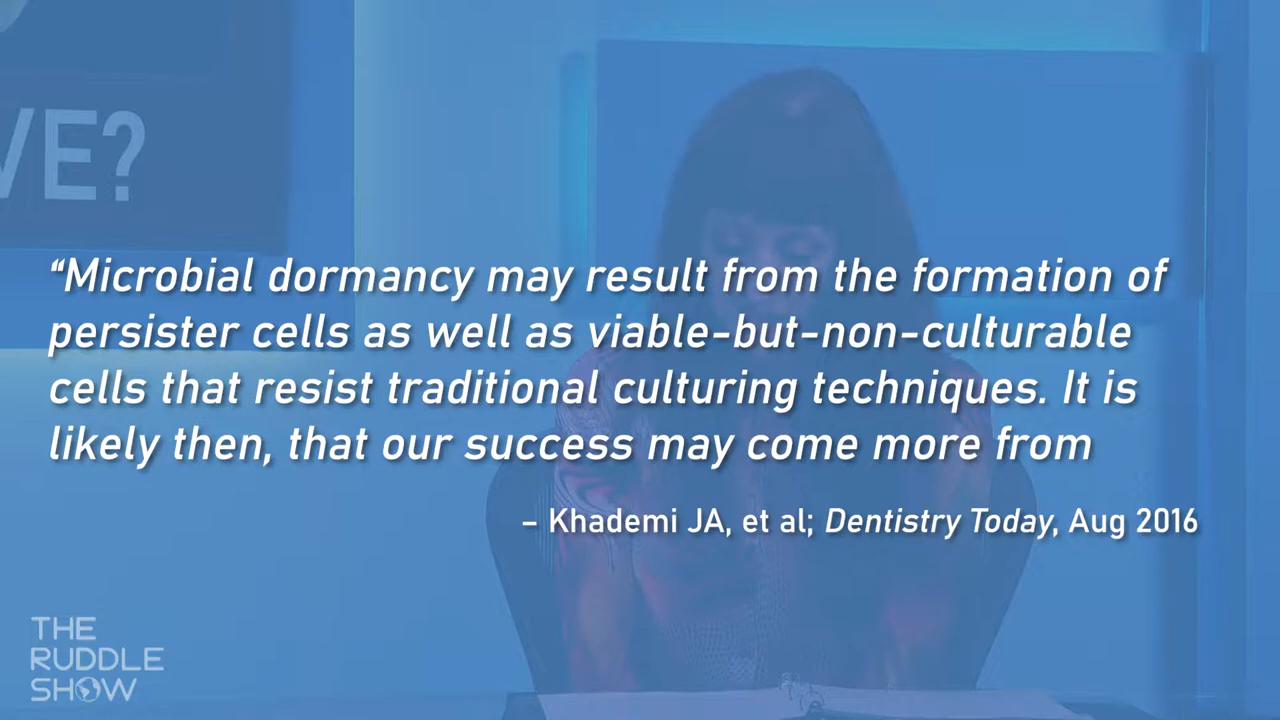 VE?
“Microbial dormancy may result from the formation of
persister cells as well as viable-but-non-culturable
cells that resist traditional culturing techniques. It is
likely then, that our success may come more from
– Khademi JA, et al; Dentistry Today, Aug 2016
THE
RUDDLE
SHOW